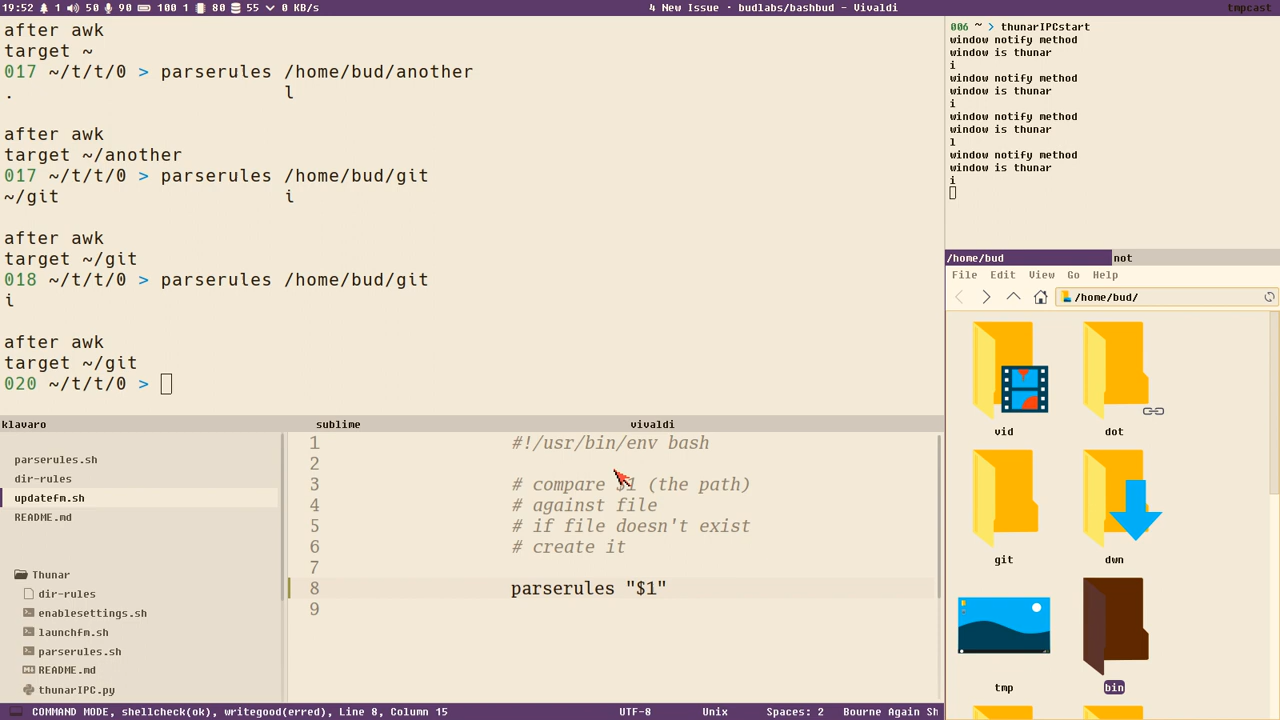 19:52 1 50 90 1 80 55 0 KB/s 4 New Issue · budlabs/bashbud - Vivaldi tmpcast
after awk
target ~
017 ~/t/t/0 > parserules /home/bud/another
. l
after awk
target ~/another
017 ~/t/t/0 > parserules /home/bud/git
~/git i
after awk
target ~/git
018 ~/t/t/0 > parserules /home/bud/git
i
after awk
target ~/git
020 ~/t/t/0 >
006 ~ > thunarIPCstart
window notify method
window is thunar
i
window notify method
window is thunar
i
window notify method
window is thunar
l
window notify method
window is thunar
i
/home/bud not
File Edit View Go Help
/home/bud/
vid dot
git dwn
tmp bin
klavaro sublime vivaldi
parserules.sh
dir-rules
updatefm.sh
README.md
Thunar
dir-rules
enablesettings.sh
launchfm.sh
parserules.sh
README.md
thunarIPC.py
1 #!/usr/bin/env bash
2
3 # compare $1 (the path)
4 # against file
5 # if file doesn't exist
6 # create it
7
8 parserules "$1"
9
COMMAND MODE, shellcheck(ok), writegood(erred), Line 8, Column 15 UTF-8 Unix Spaces: 2 Bourne Again Sh